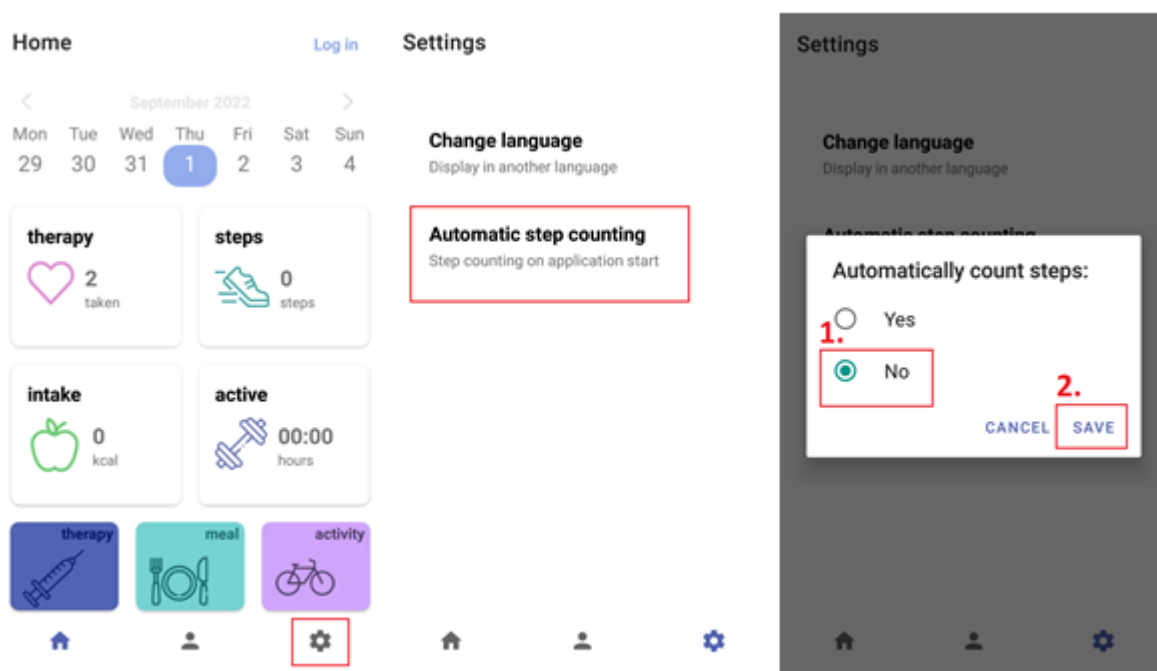 Home
Log in
September 2022
Mon Tue Wed Thu Fri Sat Sun
29 30 31 1 2 3 4
therapy
2
taken
steps
0
steps
intake
0
kcal
active
00:00
hours
therapy
meal
activity
Settings
Change language
Display in another language
Automatic step counting
Step counting on application start
Settings
Change language
Display in another language
Automatic step counting
Automatically count steps:
Yes
1.
No
2.
CANCEL SAVE